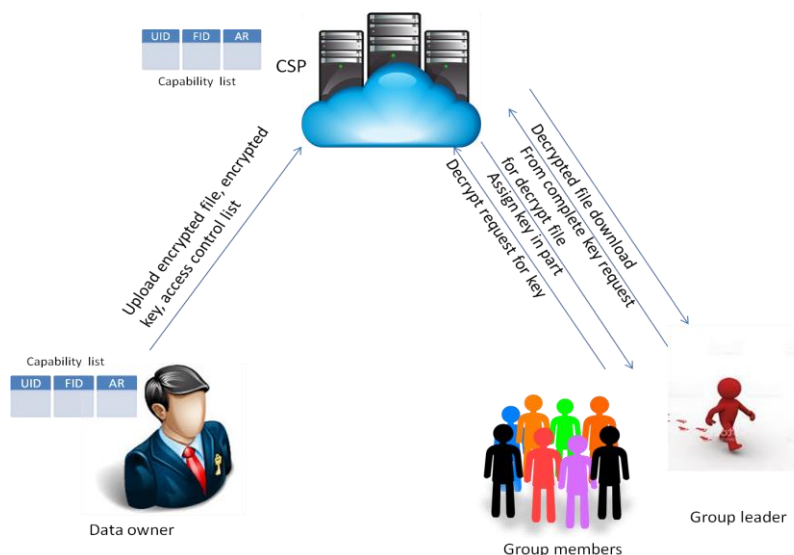 UID FID AR
Capability list
CSP
Upload encrypted file, encrypted
key, access control list
Decrypted file download
From complete key request
for decrypt file
Assign key in part
Decrypt request for key
Capability list
UID FID AR
Data owner
Group members
Group leader